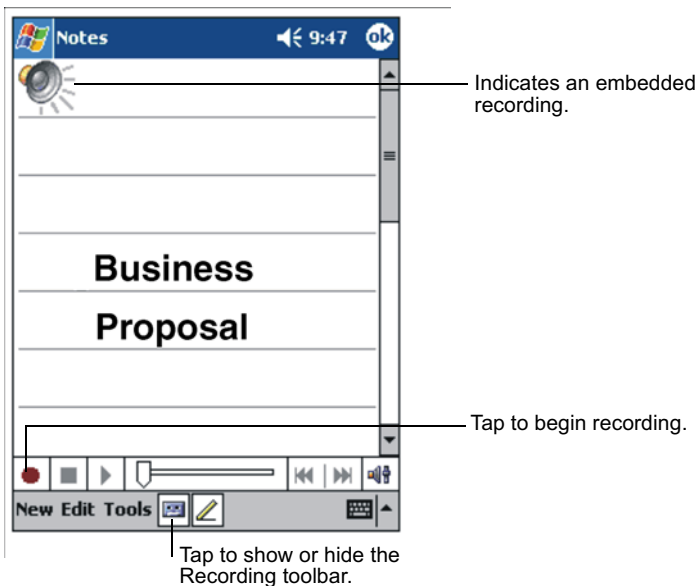 Notes 9:47 ok
Indicates an embedded
recording.
Business
Proposal
Tap to begin recording.
New Edit Tools
Tap to show or hide the
Recording toolbar.